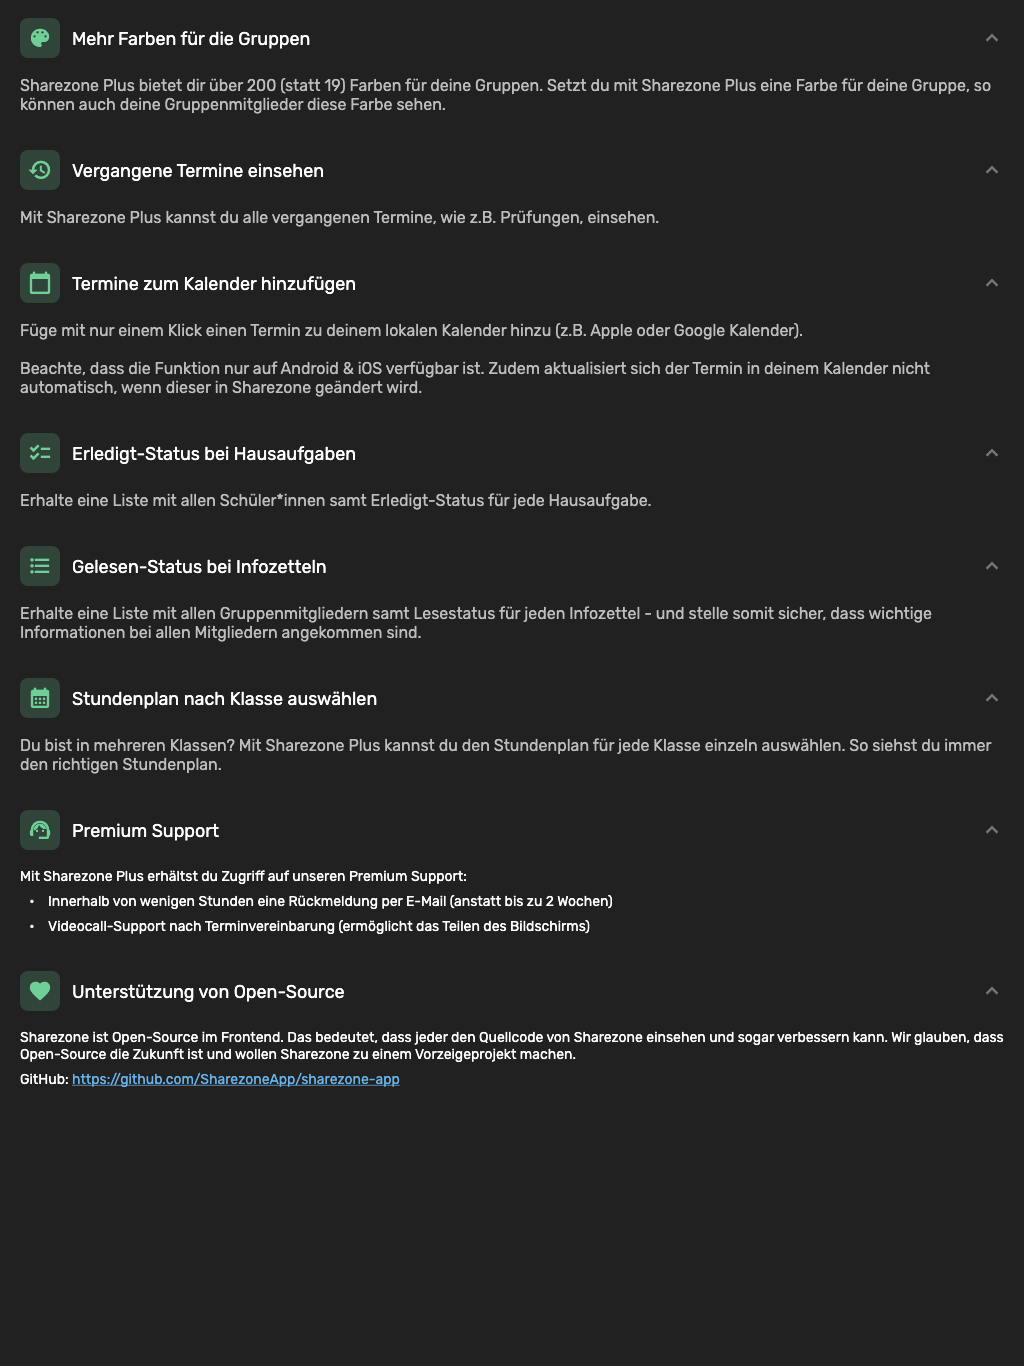 Mehr Farben für die Gruppen
Sharezone Plus bietet dir über 200 (statt 19) Farben für deine Gruppen. Setzt du mit Sharezone Plus eine Farbe für deine Gruppe, so
können auch deine Gruppenmitglieder diese Farbe sehen.
Vergangene Termine einsehen
Mit Sharezone Plus kannst du alle vergangenen Termine, wie z.B. Prüfungen, einsehen.
Termine zum Kalender hinzufügen
Füge mit nur einem Klick einen Termin zu deinem lokalen Kalender hinzu (z.B. Apple oder Google Kalender).
Beachte, dass die Funktion nur auf Android & iOS verfügbar ist. Zudem aktualisiert sich der Termin in deinem Kalender nicht
automatisch, wenn dieser in Sharezone geändert wird.
Erledigt-Status bei Hausaufgaben
Erhalte eine Liste mit allen Schüler*innen samt Erledigt-Status für jede Hausaufgabe.
Gelesen-Status bei Infozetteln
Erhalte eine Liste mit allen Gruppenmitgliedern samt Lesestatus für jeden Infozettel - und stelle somit sicher, dass wichtige
Informationen bei allen Mitgliedern angekommen sind.
Stundenplan nach Klasse auswählen
Du bist in mehreren Klassen? Mit Sharezone Plus kannst du den Stundenplan für jede Klasse einzeln auswählen. So siehst du immer
den richtigen Stundenplan.
Premium Support
Mit Sharezone Plus erhältst du Zugriff auf unseren Premium Support:
• Innerhalb von wenigen Stunden eine Rückmeldung per E-Mail (anstatt bis zu 2 Wochen)
• Videocall-Support nach Terminvereinbarung (ermöglicht das Teilen des Bildschirms)
Unterstützung von Open-Source
Sharezone ist Open-Source im Frontend. Das bedeutet, dass jeder den Quellcode von Sharezone einsehen und sogar verbessern kann. Wir glauben, dass
Open-Source die Zukunft ist und wollen Sharezone zu einem Vorzeigeprojekt machen.
GitHub: https://github.com/SharezoneApp/sharezone-app